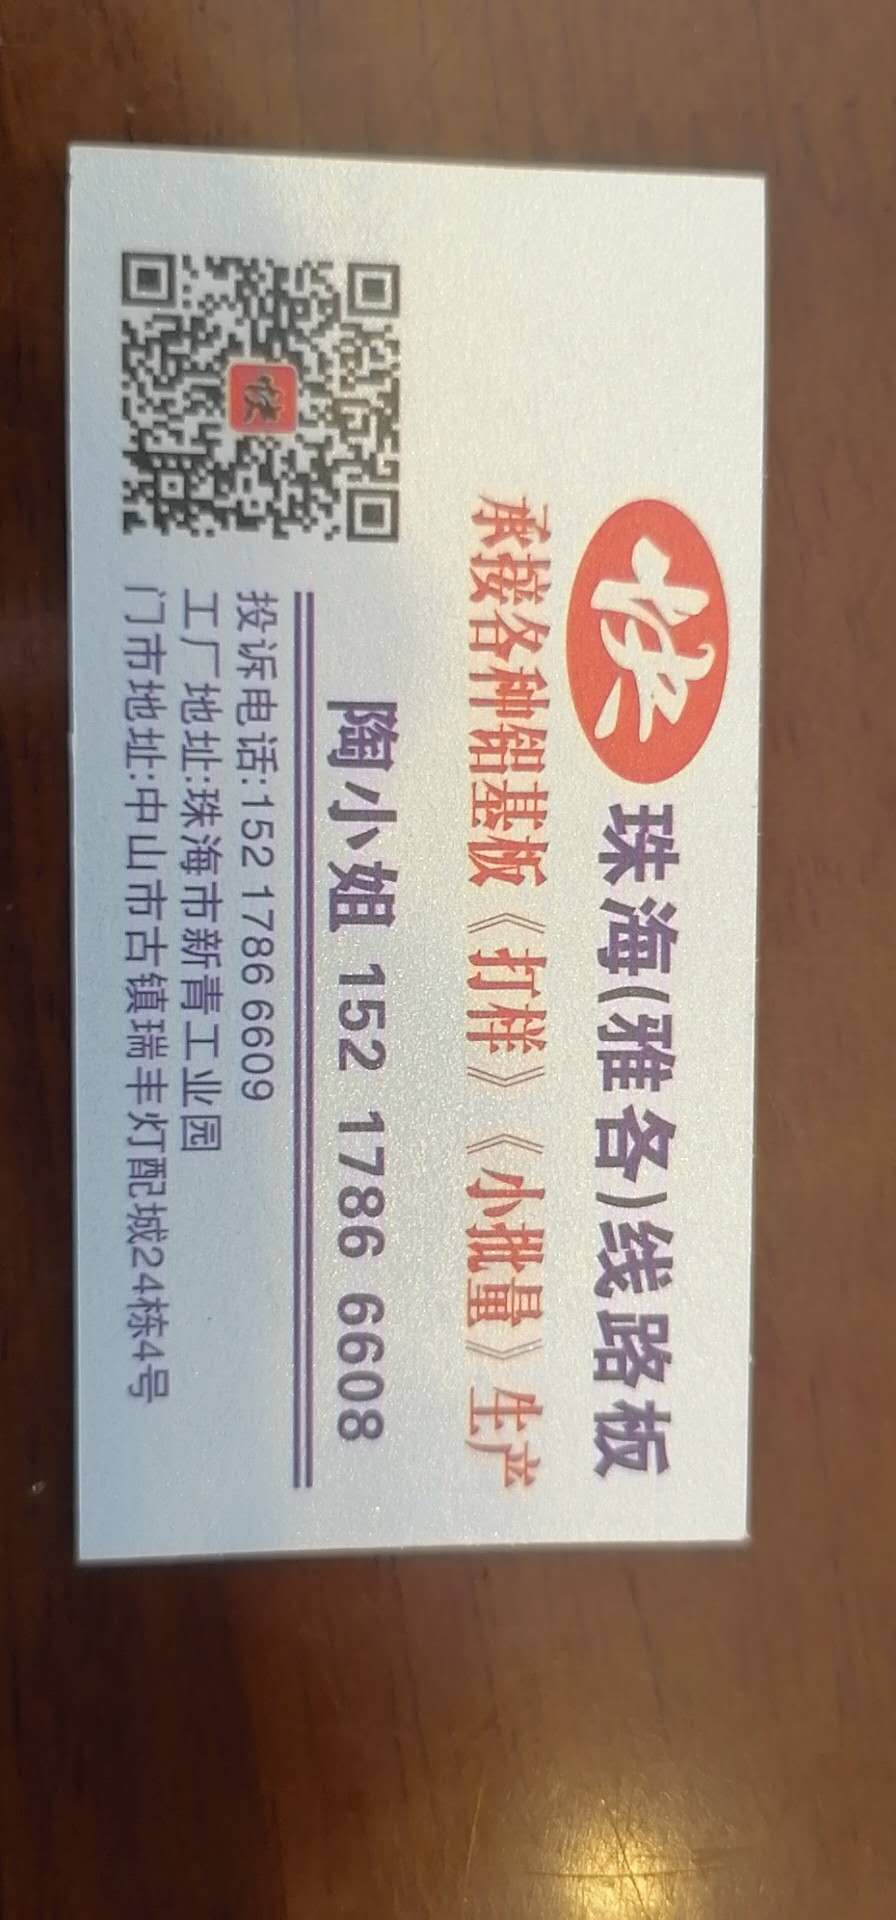 快
珠海(雅各)线路板
承接各种铝基板《打样》《小批量》生产
陶小姐 152 1786 6608
投诉电话:152 1786 6609
工厂地址:珠海市新青工业园
门市地址:中山市古镇瑞丰灯配城24栋4号
快